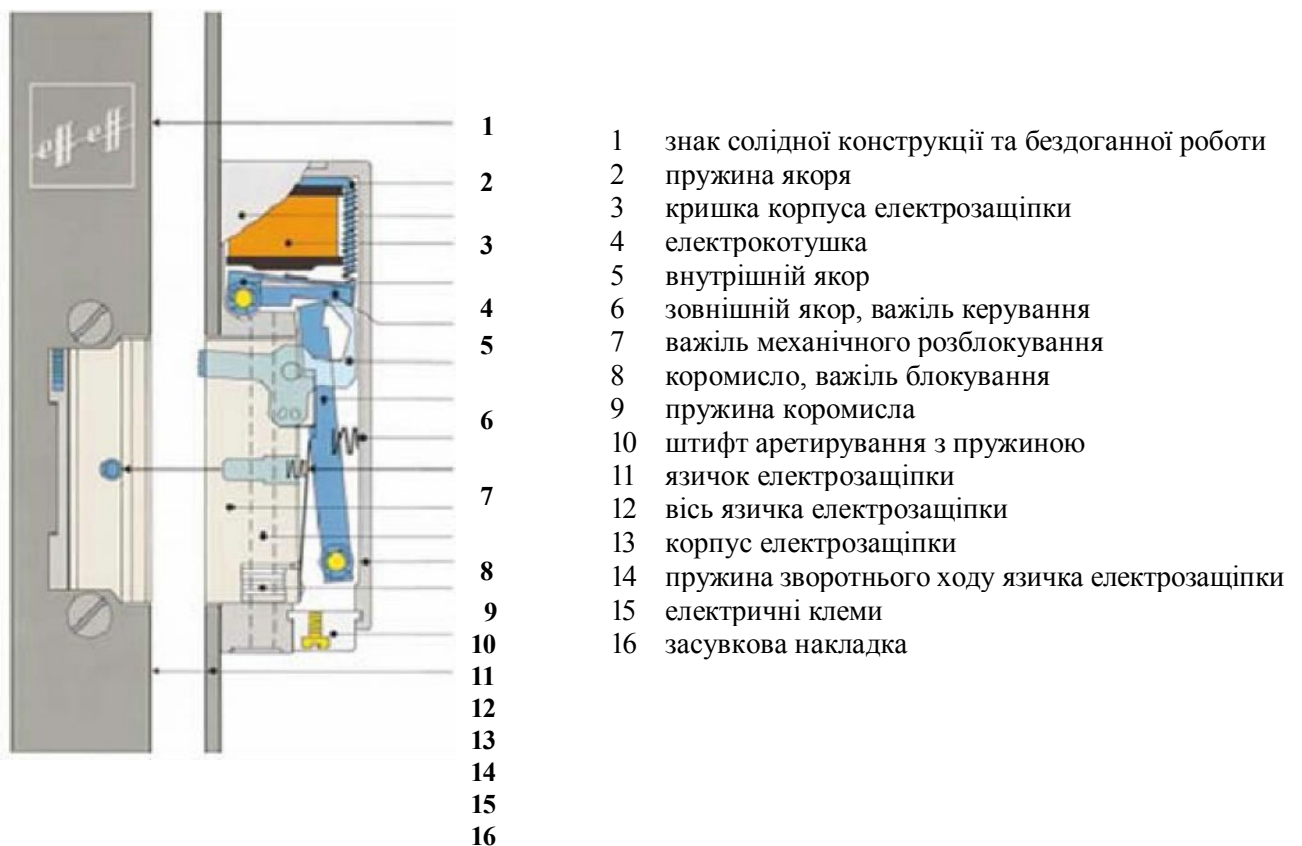 eff eff
1
2
3
4
5
6
7
8
9
10
11
12
13
14
15
16
1 знак солідної конструкції та бездоганної роботи
2 пружина якоря
3 кришка корпуса електрозащіпки
4 електрокотушка
5 внутрішній якор
6 зовнішній якор, важіль керування
7 важіль механічного розблокування
8 коромисло, важіль блокування
9 пружина коромисла
10 штифт аретирування з пружиною
11 язичок електрозащіпки
12 вісь язичка електрозащіпки
13 корпус електрозащіпки
14 пружина зворотнього ходу язичка електрозащіпки
15 електричні клеми
16 засувкова накладка